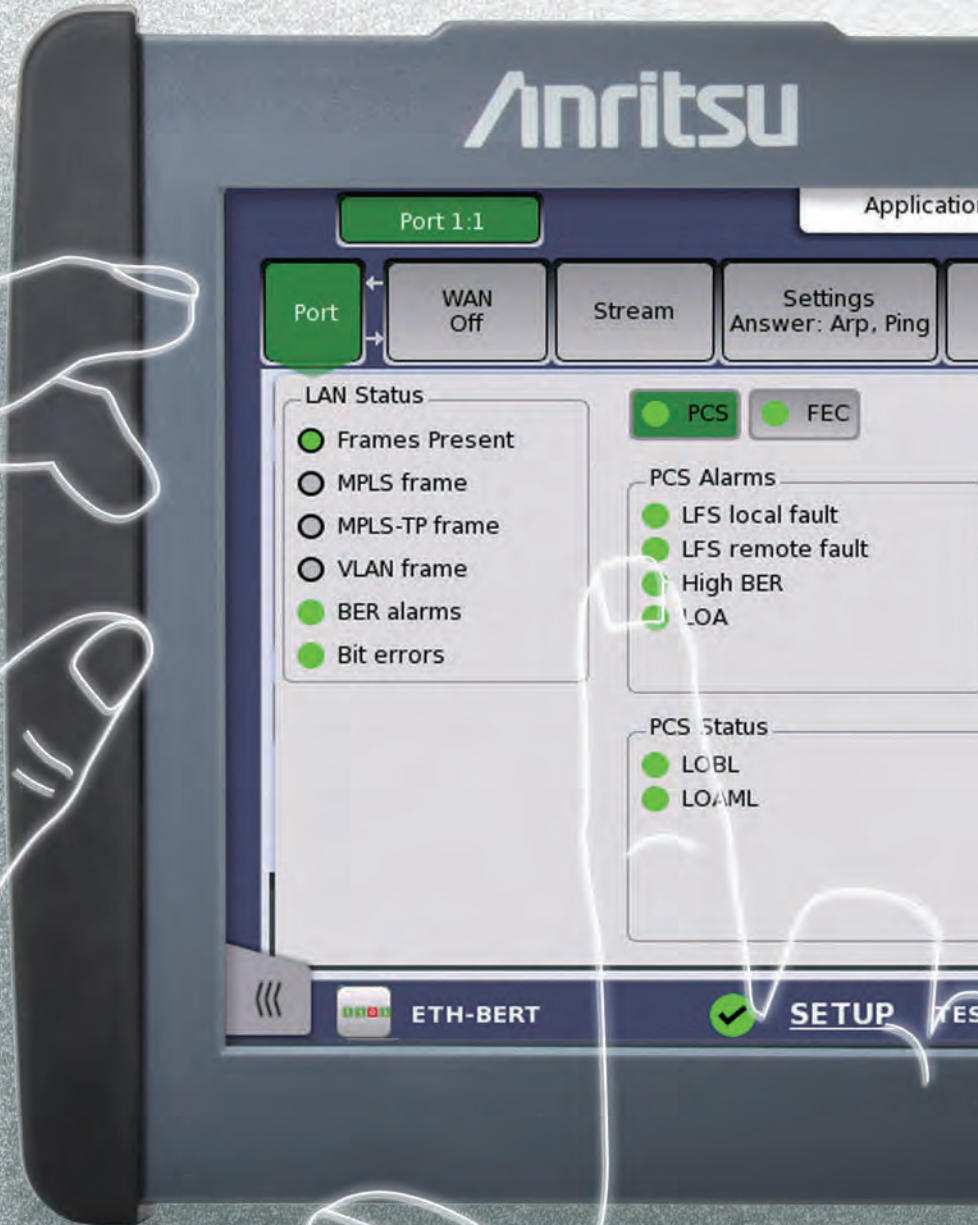 Anritsu
Port 1:1
Applicatio
Port
WAN
Off
Stream
Settings
Answer: Arp, Ping
LAN Status
Frames Present
MPLS frame
MPLS-TP frame
VLAN frame
BER alarms
Bit errors
PCS
FEC
PCS Alarms
LFS local fault
LFS remote fault
High BER
LOA
PCS Status
LOBL
LOAML
ETH-BERT
SETUP
TES